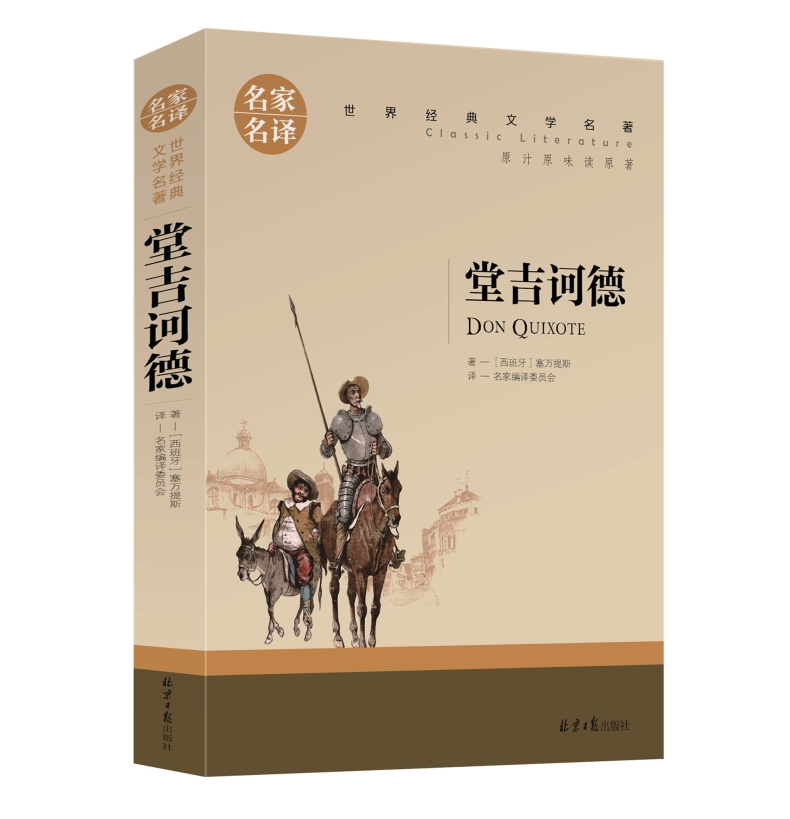 名家
名译
世界经典
文学名著
堂吉诃德
著—[西班牙]塞万提斯
译—名家编译委员会
北京日报出版社
名家
名译
世界经典文学名著
Classic Literature
原汁原味读原著
堂吉诃德
DON QUIXOTE
著—[西班牙]塞万提斯
译—名家编译委员会
北京日报出版社